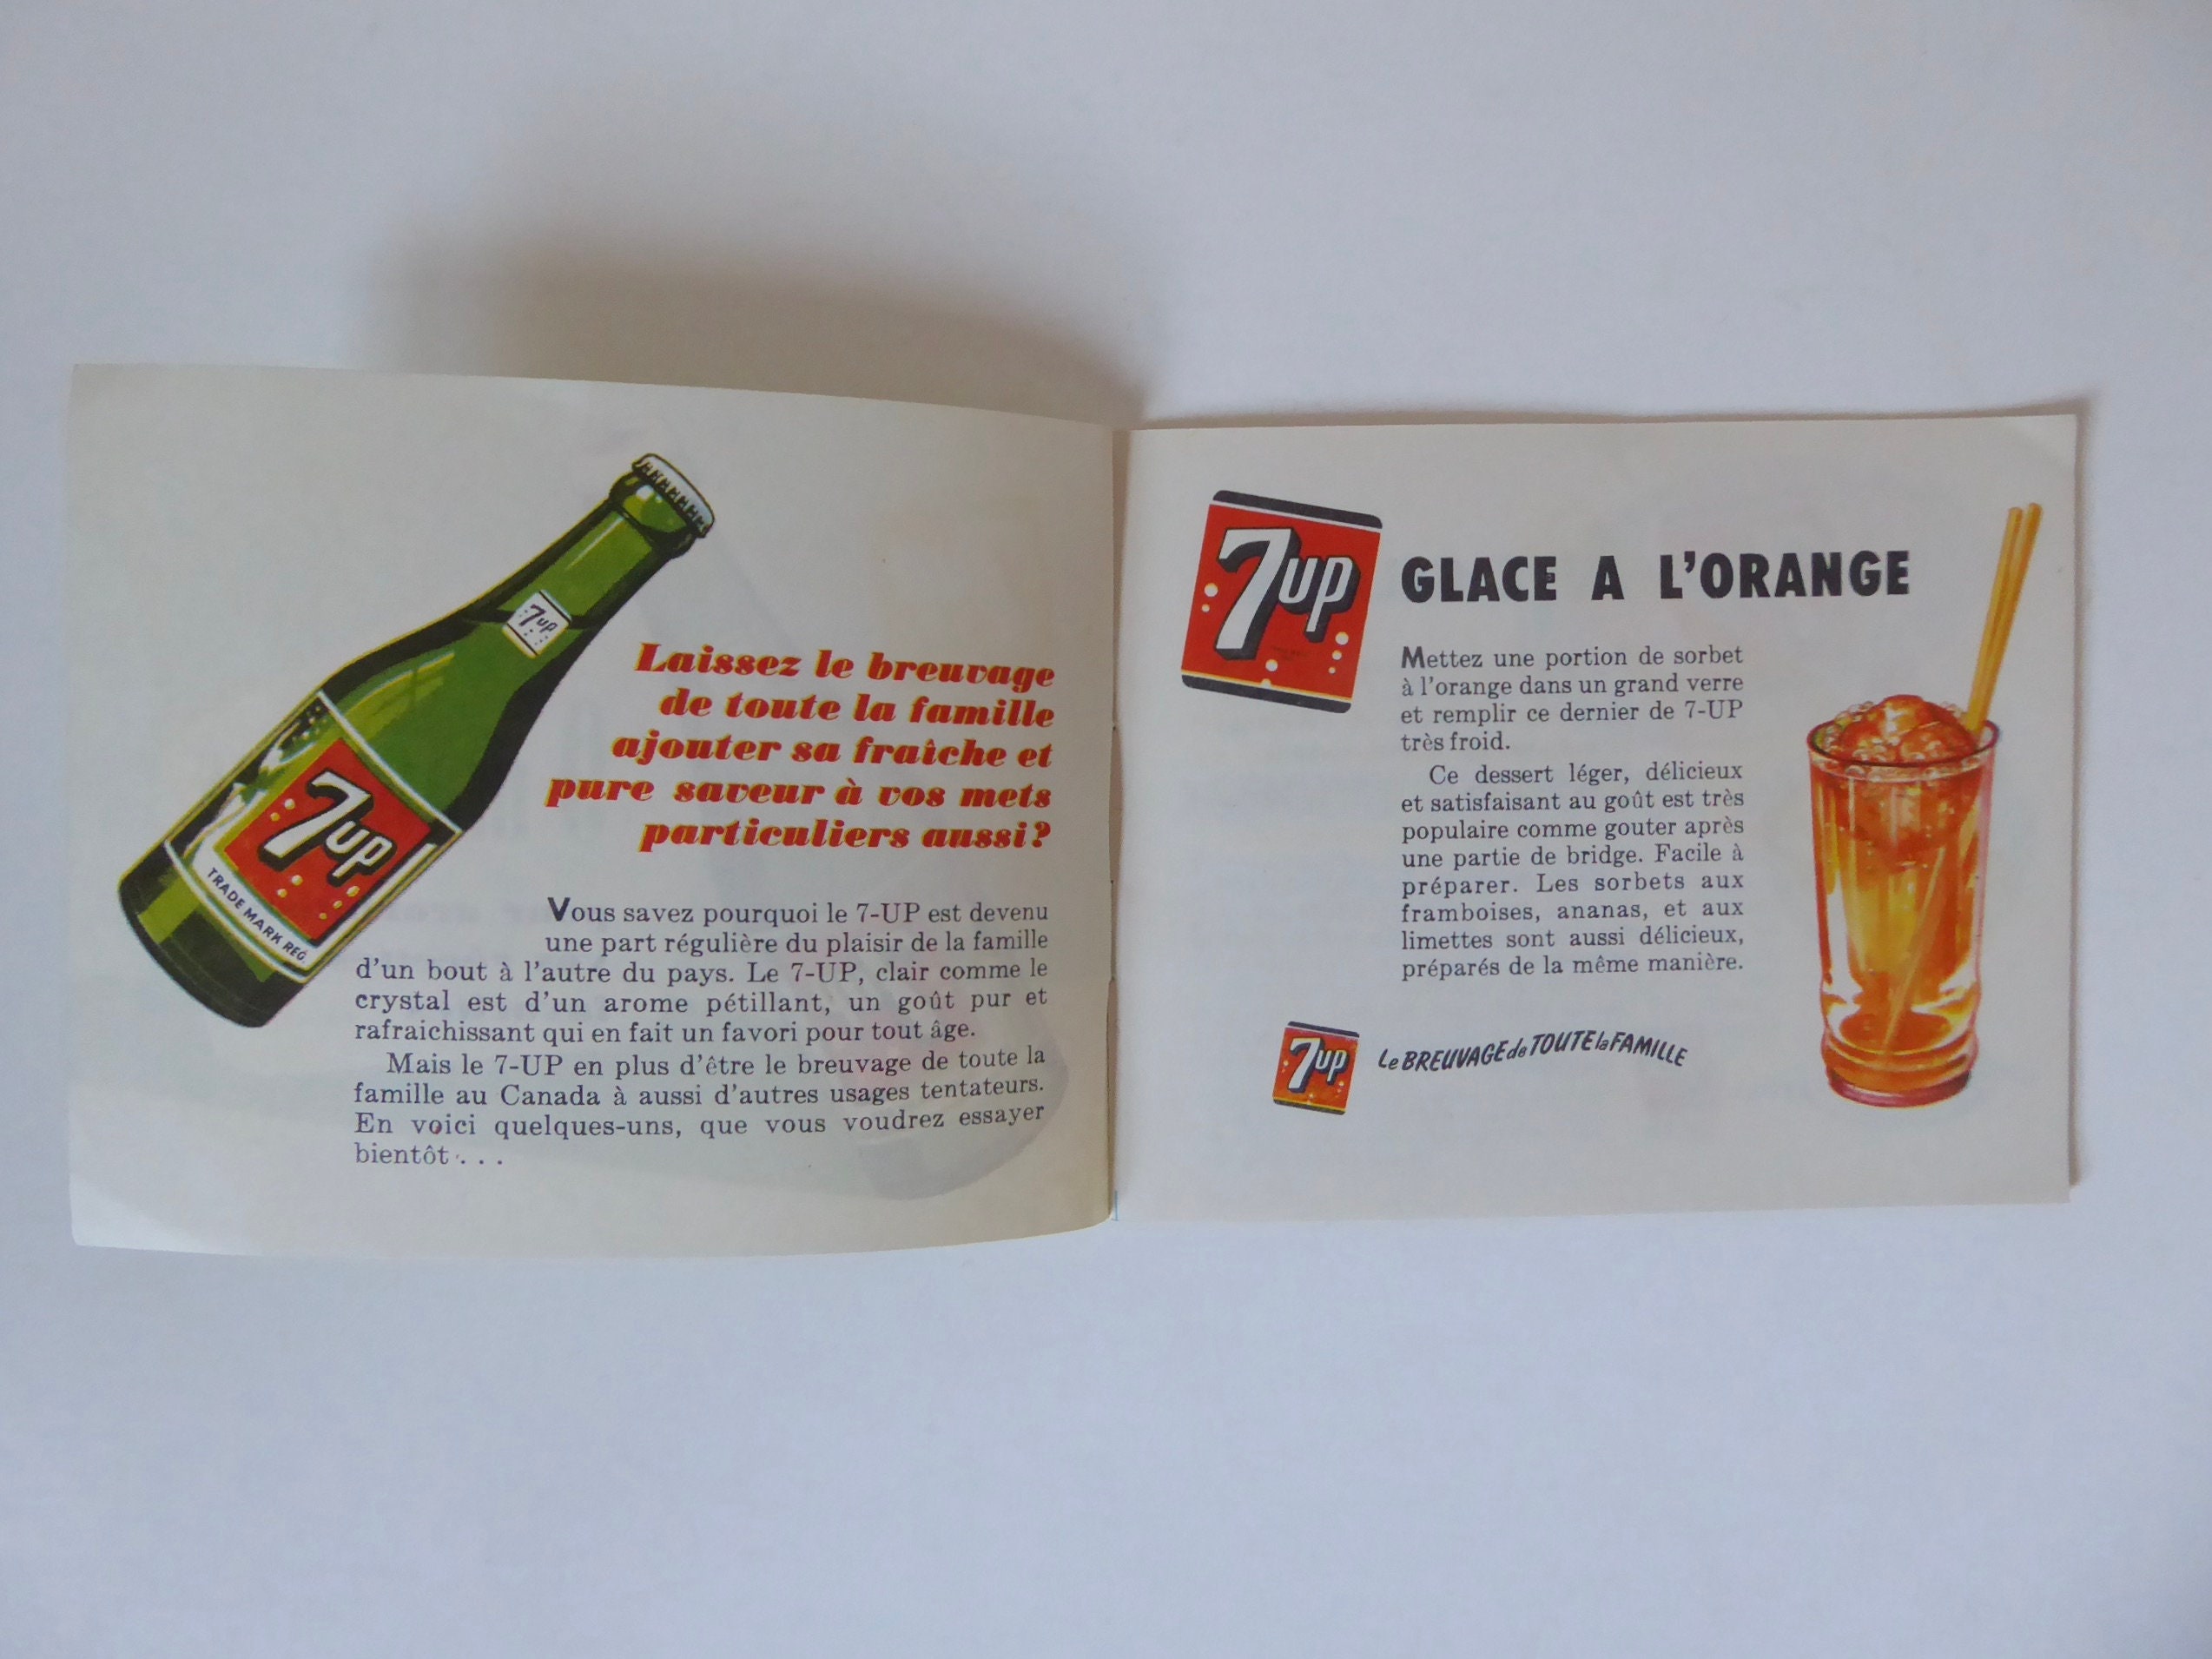 7up
7up
TRADE MARK REG.
Laissez le breuvage
de toute la famille
ajouter sa fraîche et
pure saveur à vos mets
particuliers aussi?
Vous savez pourquoi le 7-UP est devenu
une part régulière du plaisir de la famille
d'un bout à l'autre du pays. Le 7-UP, clair comme le
crystal est d'un arome pétillant, un goût pur et
rafraichissant qui en fait un favori pour tout âge.
Mais le 7-UP en plus d'être le breuvage de toute la
famille au Canada à aussi d'autres usages tentateurs.
En voici quelques-uns, que vous voudrez essayer
bientôt . . .
7up
GLACE A L'ORANGE
Mettez une portion de sorbet
à l'orange dans un grand verre
et remplir ce dernier de 7-UP
très froid.
Ce dessert léger, délicieux
et satisfaisant au goût est très
populaire comme gouter après
une partie de bridge. Facile à
préparer. Les sorbets aux
framboises, ananas, et aux
limettes sont aussi délicieux,
préparés de la même manière.
7up Le BREUVAGE de TOUTE la FAMILLE